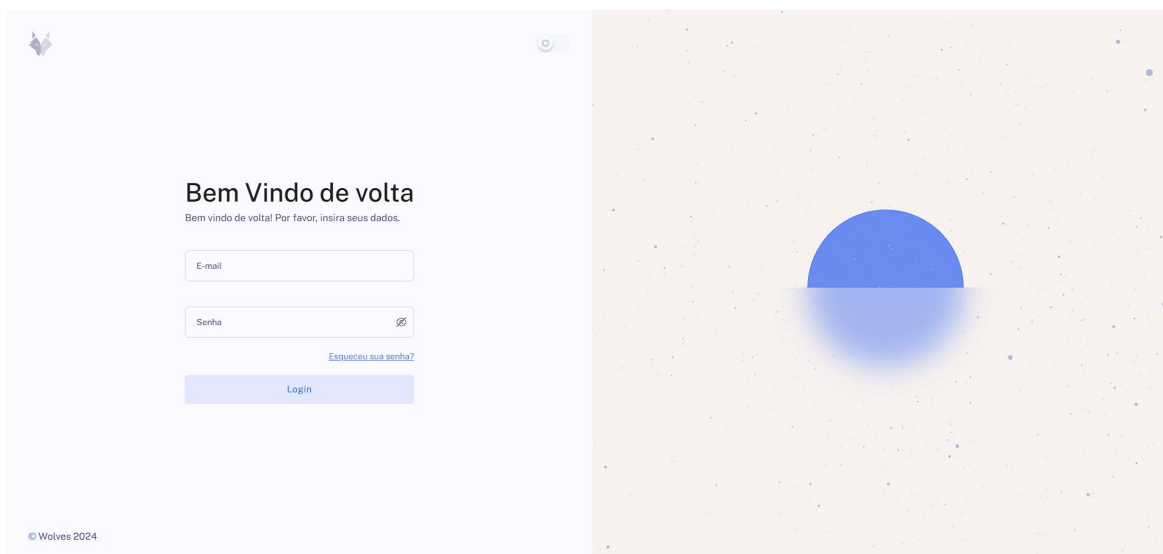 Bem Vindo de volta
Bem vindo de volta! Por favor, insira seus dados.
E-mail
Senha
Esqueceu sua senha?
Login
© Wolves 2024